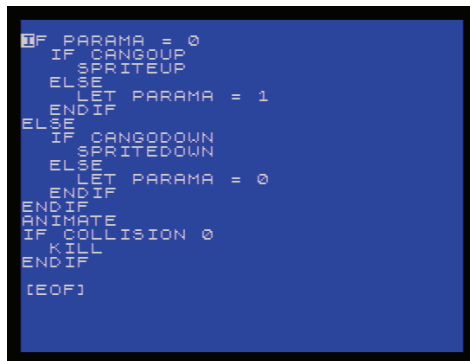 IF PARAMA = 0
IF CANGOUP
SPRITEUP
ELSE
LET PARAMA = 1
ENDIF
ELSE
IF CANGODOWN
SPRITEDOWN
ELSE
LET PARAMA = 0
ENDIF
ENDIF
ANIMATE
IF COLLISION 0
KILL
ENDIF
[EOF]